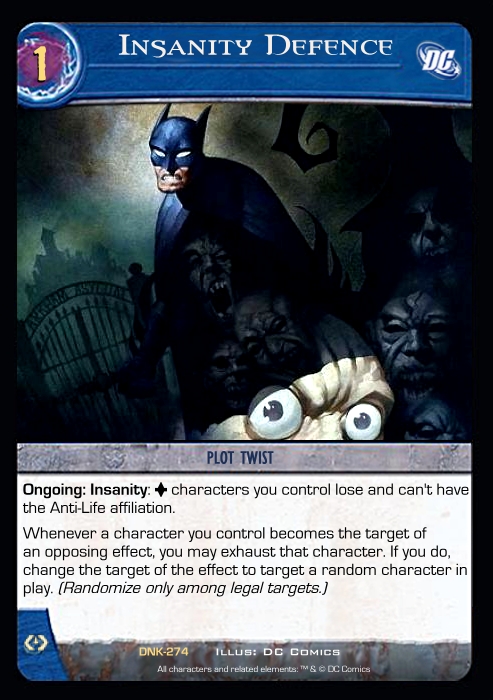 1
INSANITY DEFENCE
DC
ARKHAM ASYLUM
PLOT TWIST
Ongoing: Insanity: characters you control lose and can't have
the Anti-Life affiliation.
Whenever a character you control becomes the target of
an opposing effect, you may exhaust that character. If you do,
change the target of the effect to target a random character in
play. (Randomize only among legal targets.)
DNK-274 ILLUS: DC COMICS
All characters and related elements: ™ & © DC Comics